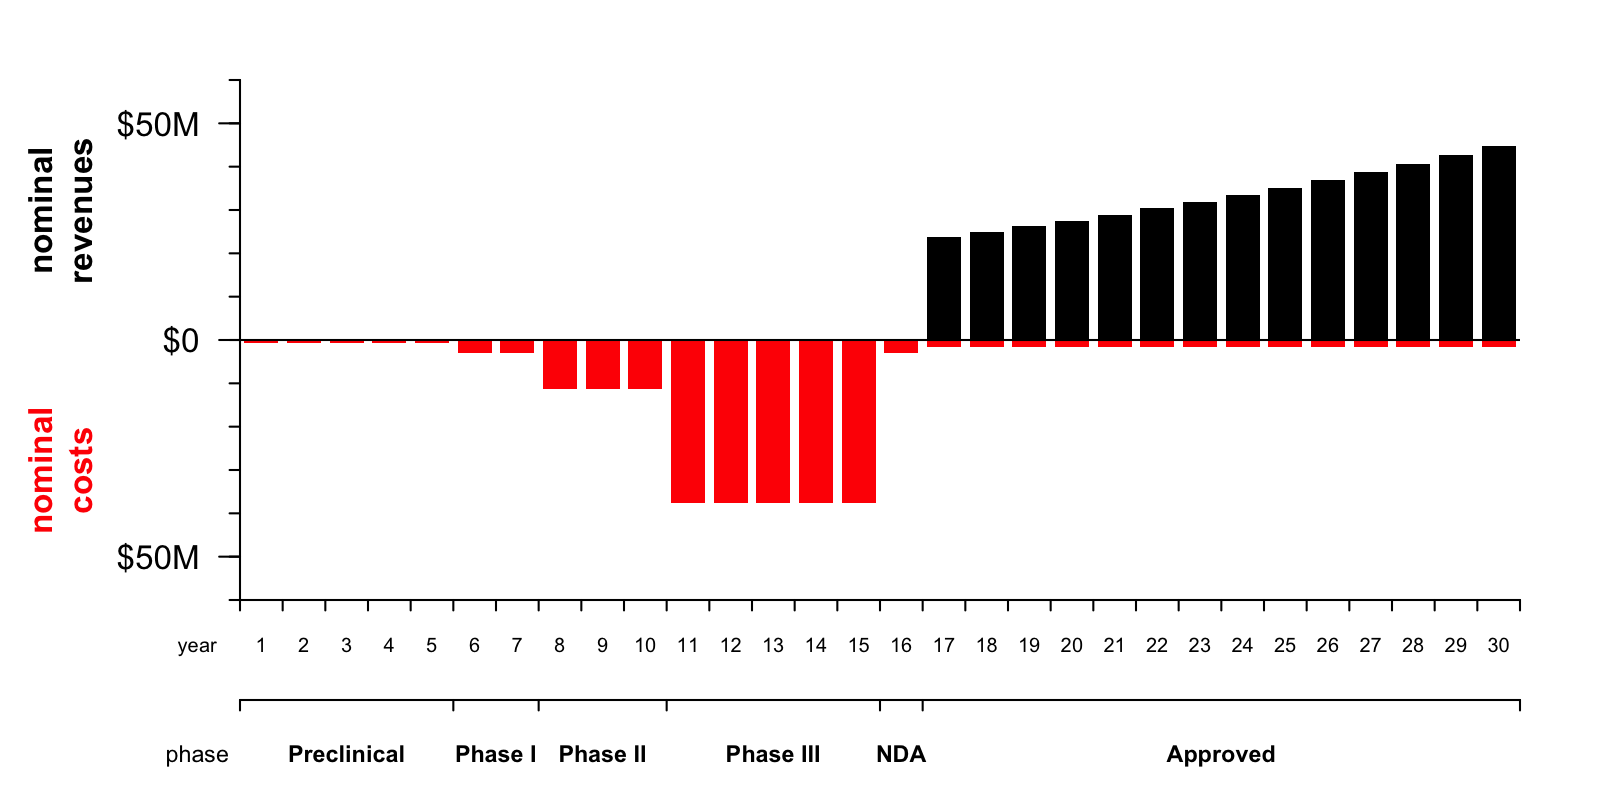 nominal
revenues
nominal
costs
$50M
$0
$50M
year 1 2 3 4 5 6 7 8 9 10 11 12 13 14 15 16 17 18 19 20 21 22 23 24 25 26 27 28 29 30
phase Preclinical Phase I Phase II Phase III NDA Approved